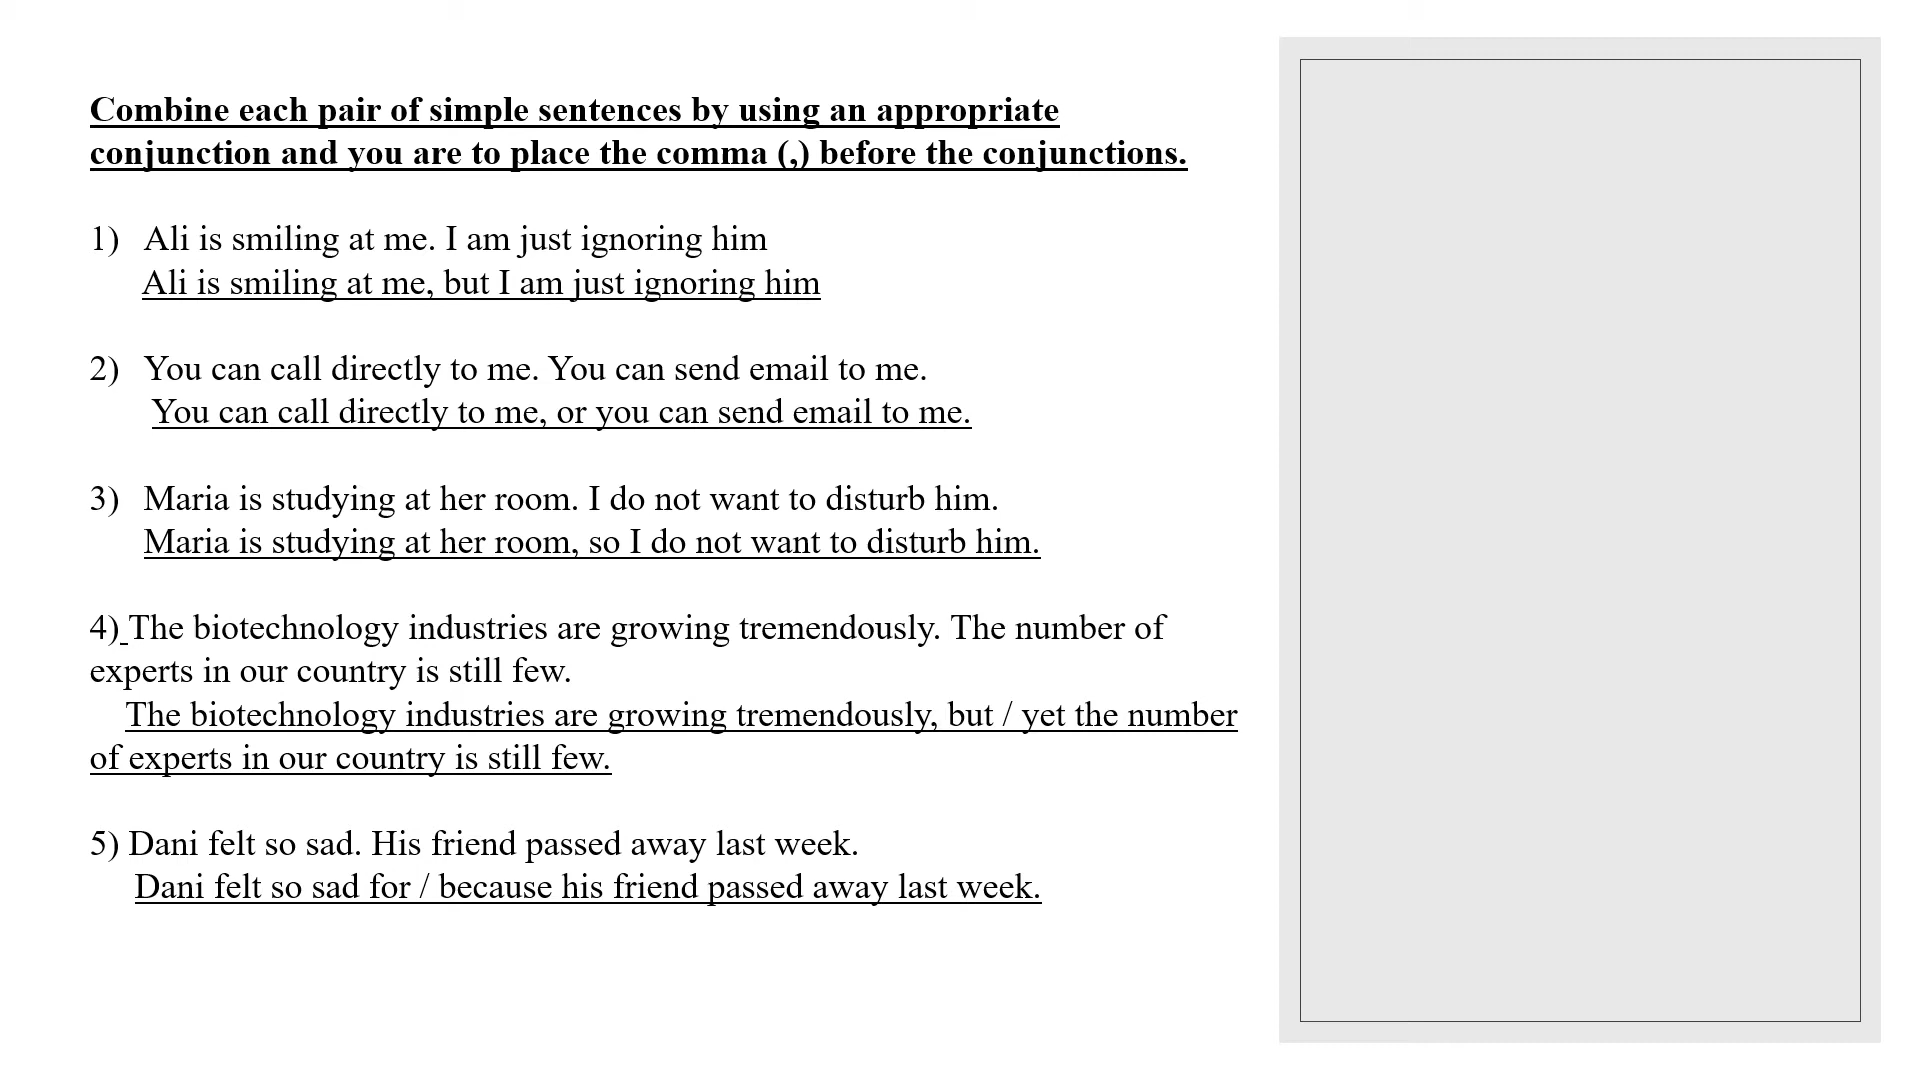 Combine each pair of simple sentences by using an appropriate
conjunction and you are to place the comma (,) before the conjunctions.
1) Ali is smiling at me. I am just ignoring him
Ali is smiling at me, but I am just ignoring him
2) You can call directly to me. You can send email to me.
You can call directly to me, or you can send email to me.
3) Maria is studying at her room. I do not want to disturb him.
Maria is studying at her room, so I do not want to disturb him.
4) The biotechnology industries are growing tremendously. The number of
experts in our country is still few.
The biotechnology industries are growing tremendously, but / yet the number
of experts in our country is still few.
5) Dani felt so sad. His friend passed away last week.
Dani felt so sad for / because his friend passed away last week.